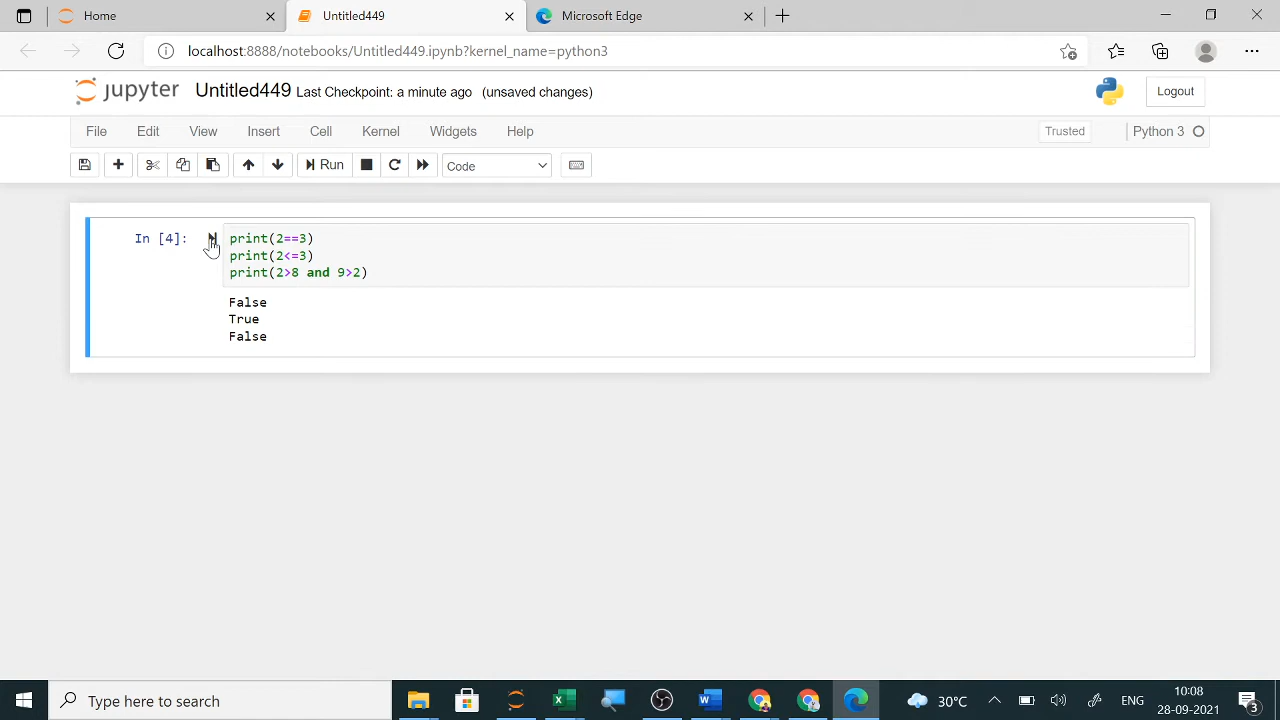 Home
Untitled449
Microsoft Edge
localhost:8888/notebooks/Untitled449.ipynb?kernel_name=python3
jupyter Untitled449 Last Checkpoint: a minute ago (unsaved changes)
Logout
File Edit View Insert Cell Kernel Widgets Help
Trusted
Python 3
Run
Code
In [4]:
print(2==3)
print(2<=3)
print(2>8 and 9>2)
False
True
False
Type here to search
30°C
ENG
10:08
28-09-2021
3